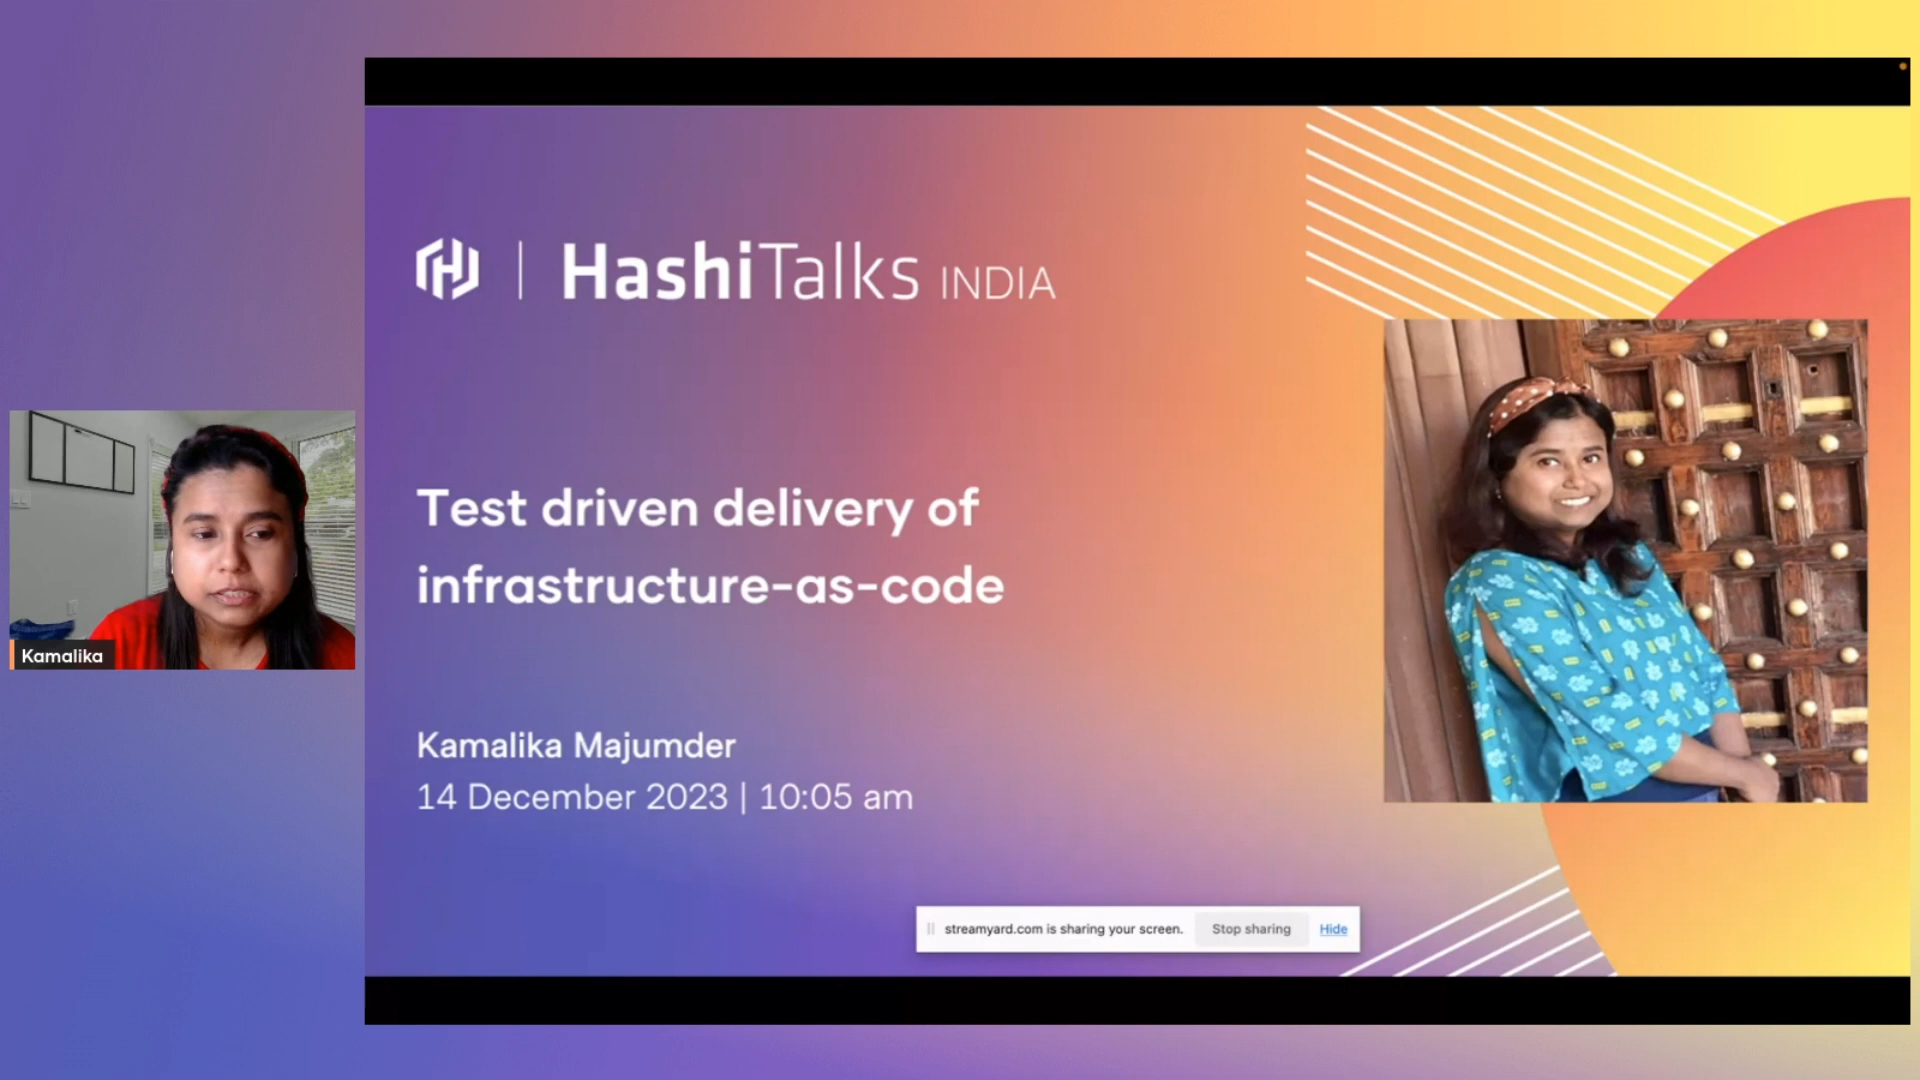 HashiTalks INDIA
Test driven delivery of
infrastructure-as-code
Kamalika Majumder
14 December 2023 | 10:05 am
Kamalika
streamyard.com is sharing your screen. Stop sharing Hide